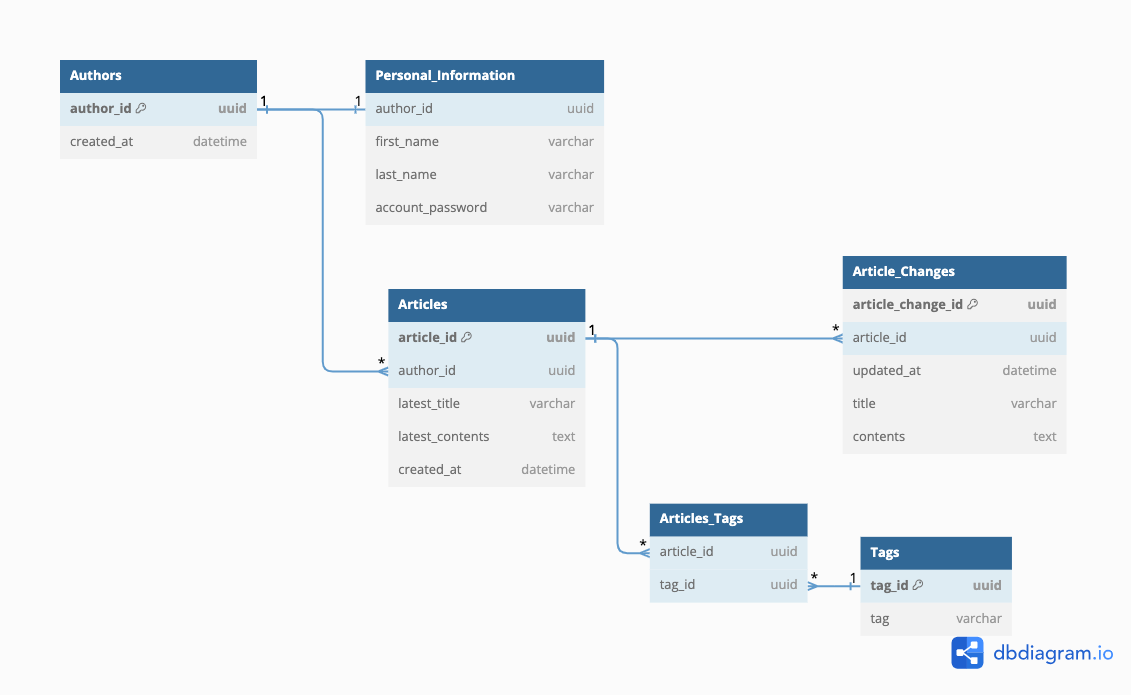 Authors
author_id uuid
created_at datetime
1 1
Personal_Information
author_id uuid
first_name varchar
last_name varchar
account_password varchar
Articles
article_id uuid
author_id uuid
latest_title varchar
latest_contents text
created_at datetime
*
1 *
Article_Changes
article_change_id uuid
article_id uuid
updated_at datetime
title varchar
contents text
*
Articles_Tags
article_id uuid
tag_id uuid
* 1
Tags
tag_id uuid
tag varchar
dbdiagram.io